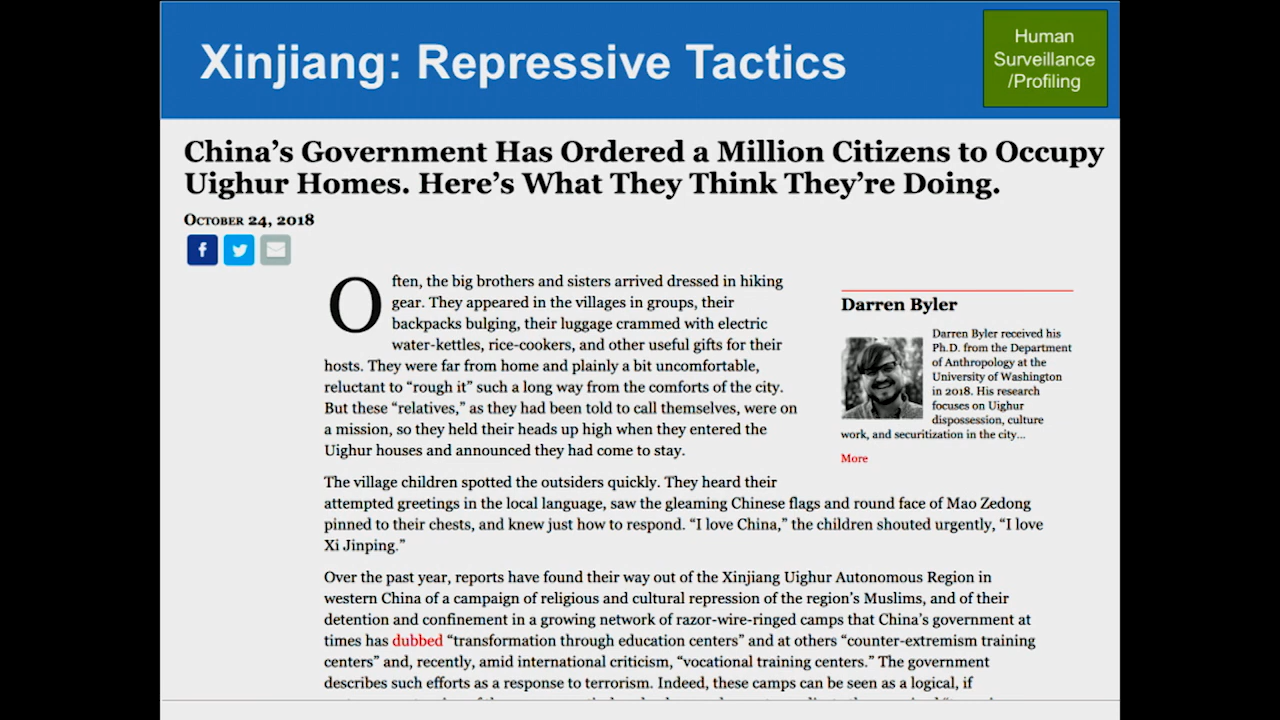 Xinjiang: Repressive Tactics
Human
Surveillance
/Profiling
China’s Government Has Ordered a Million Citizens to Occupy
Uighur Homes. Here’s What They Think They’re Doing.
October 24, 2018
Often, the big brothers and sisters arrived dressed in hiking
gear. They appeared in the villages in groups, their
backpacks bulging, their luggage crammed with electric
water-kettles, rice-cookers, and other useful gifts for their
hosts. They were far from home and plainly a bit uncomfortable,
reluctant to “rough it” such a long way from the comforts of the city.
But these “relatives,” as they had been told to call themselves, were on
a mission, so they held their heads up high when they entered the
Uighur houses and announced they had come to stay.
Darren Byler
Darren Byler received his
Ph.D. from the Department
of Anthropology at the
University of Washington
in 2018. His research
focuses on Uighur
dispossession, culture
work, and securitization in the city...
More
The village children spotted the outsiders quickly. They heard their
attempted greetings in the local language, saw the gleaming Chinese flags and round face of Mao Zedong
pinned to their chests, and knew just how to respond. “I love China,” the children shouted urgently, “I love
Xi Jinping.”
Over the past year, reports have found their way out of the Xinjiang Uighur Autonomous Region in
western China of a campaign of religious and cultural repression of the region’s Muslims, and of their
detention and confinement in a growing network of razor-wire-ringed camps that China’s government at
times has dubbed “transformation through education centers” and at others “counter-extremism training
centers” and, recently, amid international criticism, “vocational training centers.” The government
describes such efforts as a response to terrorism. Indeed, these camps can be seen as a logical, if